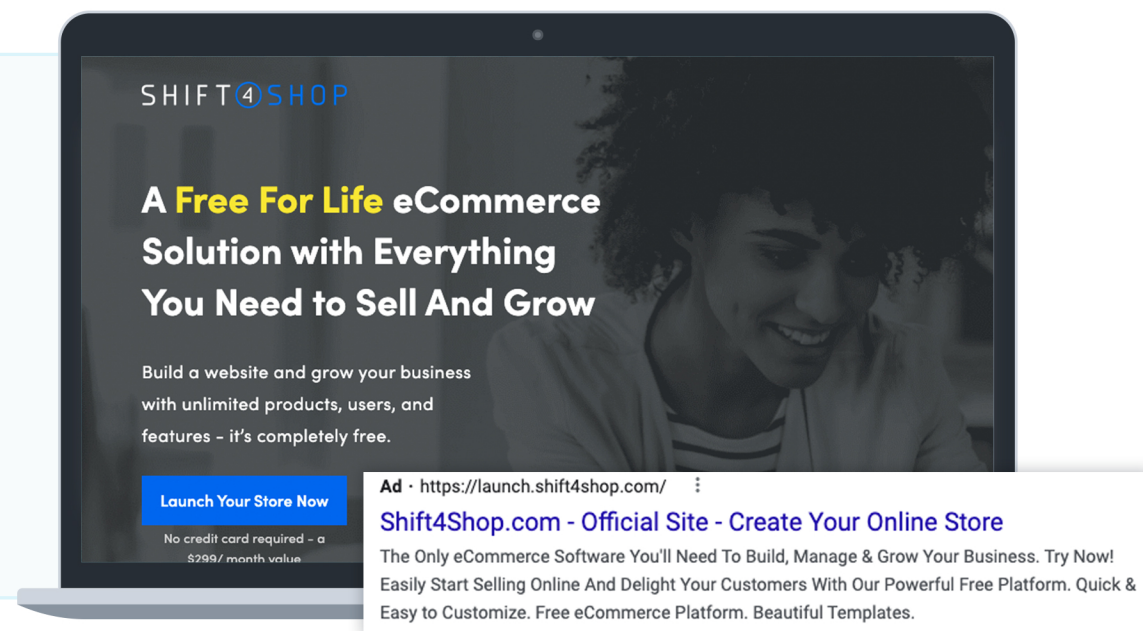 SHIFT4SHOP
A Free For Life eCommerce
Solution with Everything
You Need to Sell And Grow
Build a website and grow your business
with unlimited products, users, and
features - it's completely free.
Launch Your Store Now
No credit card required - a
$299/ month value
Ad · https://launch.shift4shop.com/
Shift4Shop.com - Official Site - Create Your Online Store
The Only eCommerce Software You'll Need To Build, Manage & Grow Your Business. Try Now!
Easily Start Selling Online And Delight Your Customers With Our Powerful Free Platform. Quick &
Easy to Customize. Free eCommerce Platform. Beautiful Templates.